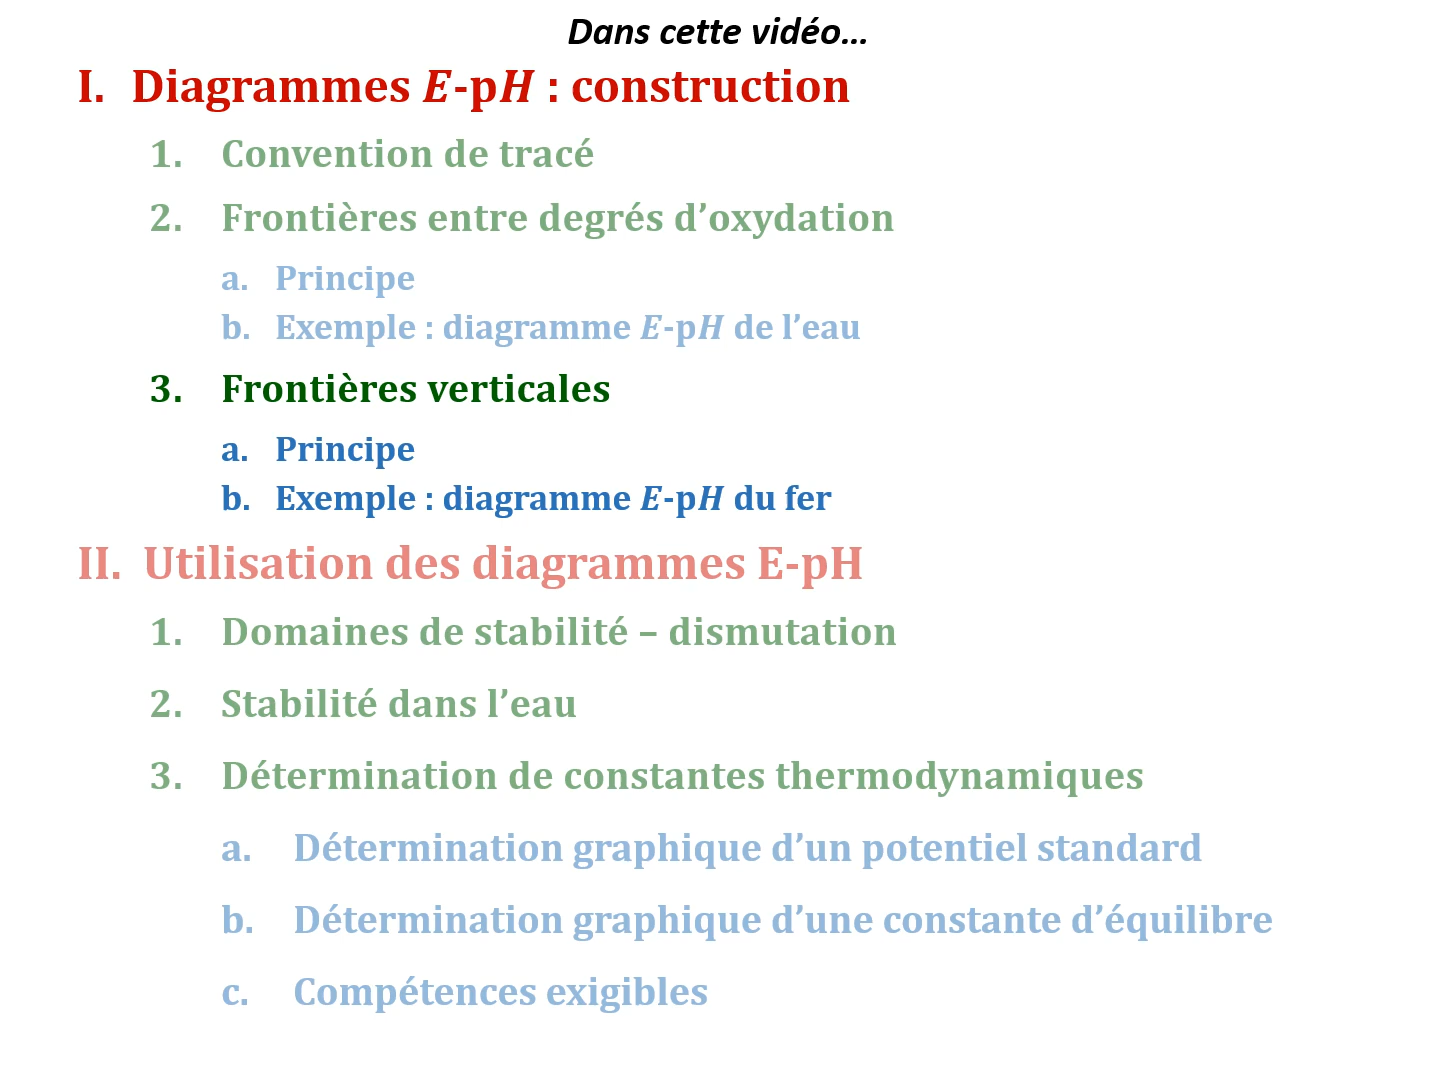 Dans cette vidéo…
I. Diagrammes E-pH : construction
1. Convention de tracé
2. Frontières entre degrés d’oxydation
a. Principe
b. Exemple : diagramme E-pH de l’eau
3. Frontières verticales
a. Principe
b. Exemple : diagramme E-pH du fer
II. Utilisation des diagrammes E-pH
1. Domaines de stabilité – dismutation
2. Stabilité dans l’eau
3. Détermination de constantes thermodynamiques
a. Détermination graphique d’un potentiel standard
b. Détermination graphique d’une constante d’équilibre
c. Compétences exigibles